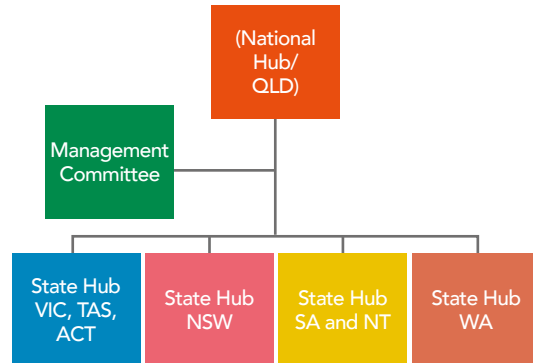 (National
Hub/
QLD)
Management
Committee
State Hub
VIC, TAS,
ACT
State Hub
NSW
State Hub
SA and NT
State Hub
WA